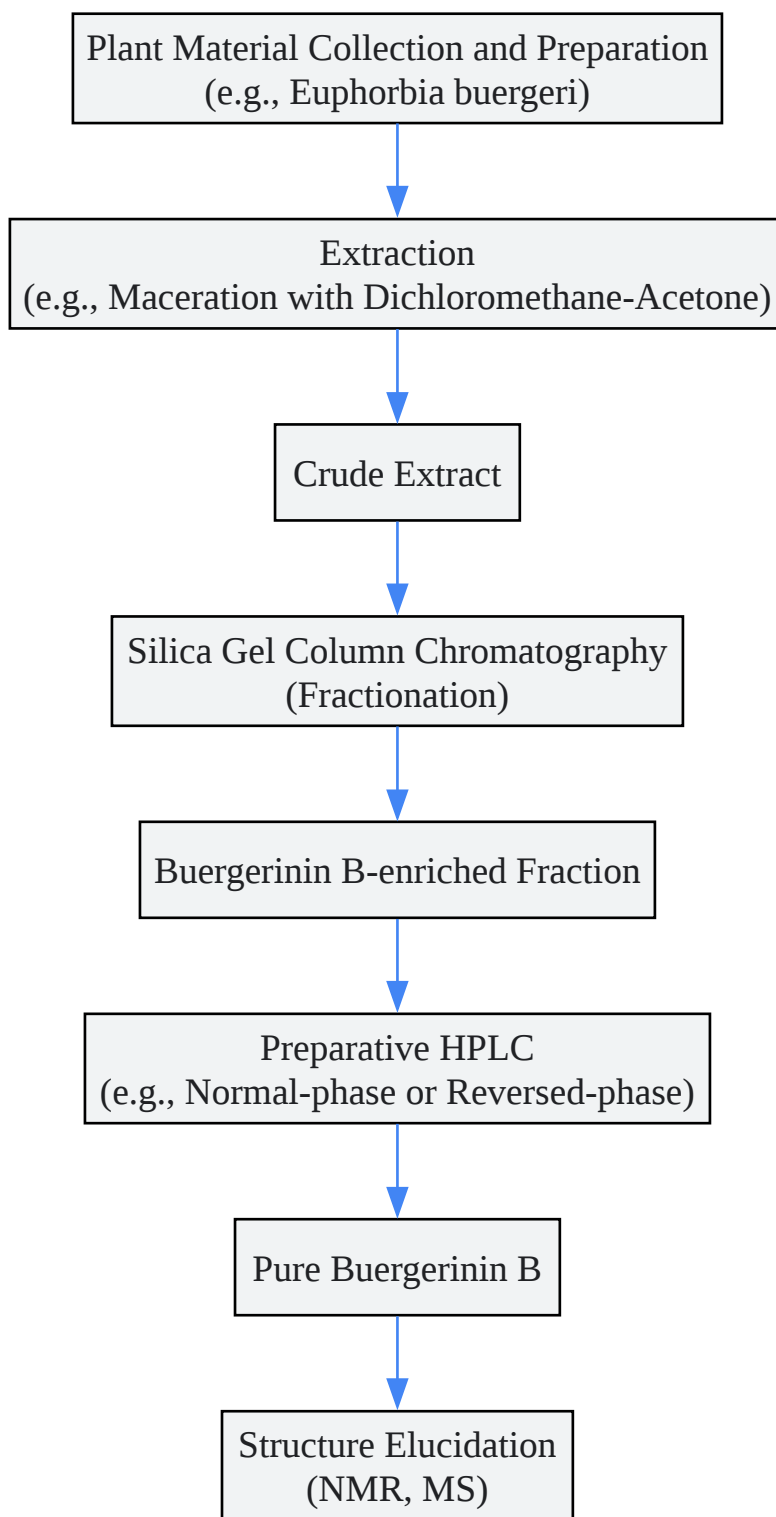 Plant Material Collection and Preparation
(e.g., Euphorbia buergeri)
Extraction
(e.g., Maceration with Dichloromethane-Acetone)
Crude Extract
Silica Gel Column Chromatography
(Fractionation)
Buergerinin B-enriched Fraction
Preparative HPLC
(e.g., Normal-phase or Reversed-phase)
Pure Buergerinin B
Structure Elucidation
(NMR, MS)